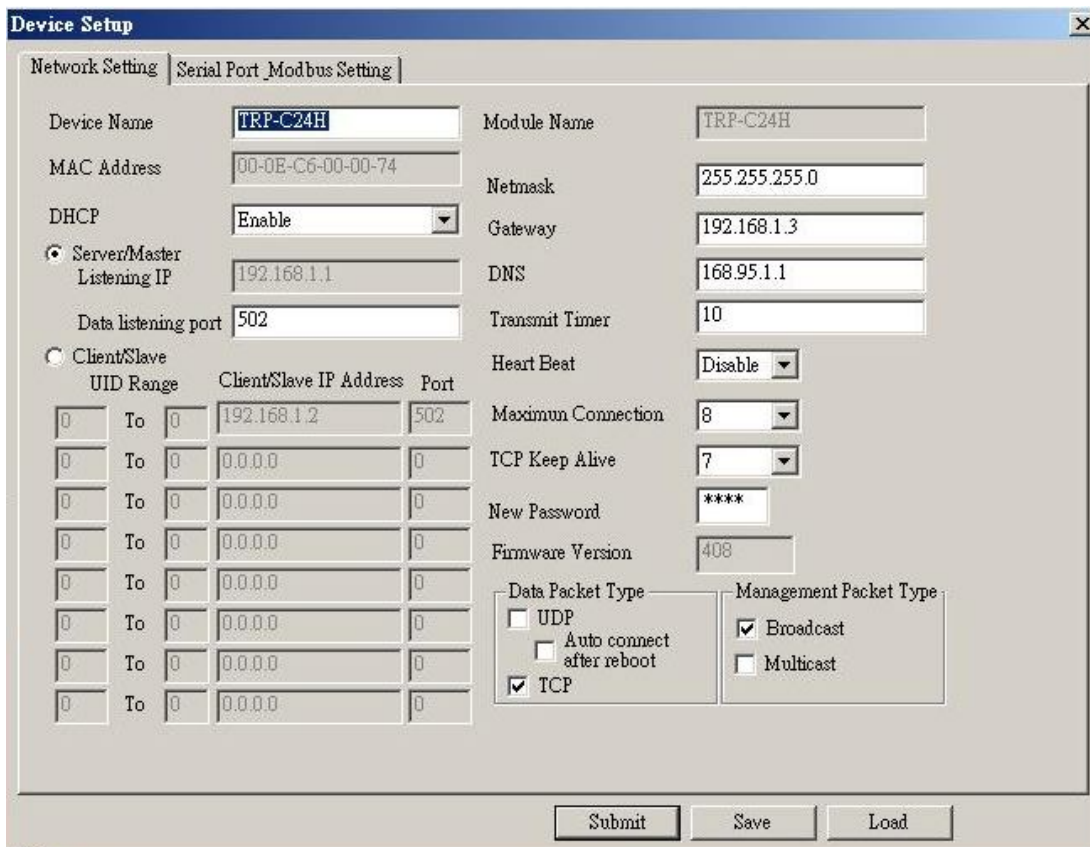 Device Setup
Network Setting
Serial Port _Modbus Setting
Device Name
TRP-C24H
Module Name
TRP-C24H
MAC Address
00-0E-C6-00-00-74
Netmask
255.255.255.0
DHCP
Enable
Gateway
192.168.1.3
Server/Master
Listening IP
192.168.1.1
DNS
168.95.1.1
Data listening port
502
Transmit Timer
10
Client/Slave
Heart Beat
Disable
UID Range
Client/Slave IP Address
Port
0 To 0 192.168.1.2 502
Maximun Connection
8
0 To 0 0.0.0.0 0
TCP Keep Alive
7
0 To 0 0.0.0.0 0
New Password
****
0 To 0 0.0.0.0 0
Firmware Version
408
0 To 0 0.0.0.0 0
Data Packet Type
Management Packet Type
0 To 0 0.0.0.0 0
UDP
Broadcast
Auto connect
after reboot
0 To 0 0.0.0.0 0
Multicast
TCP
0 To 0 0.0.0.0 0
Submit
Save
Load